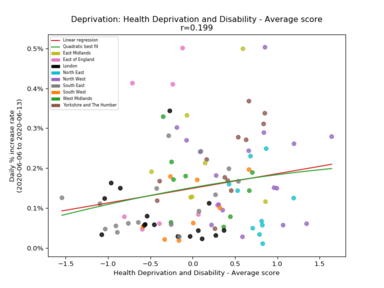 Deprivation: Health Deprivation and Disability - Average score
r=0.199
Daily % increase rate
(2020-06-06 to 2020-06-13)
0.5%
0.4%
0.3%
0.2%
0.1%
0.0%
Linear regression
Quadratic best fit
East Midlands
East of England
London
North East
North West
South East
South West
West Midlands
Yorkshire and The Humber
−1.5 −1.0 −0.5 0.0 0.5 1.0 1.5
Health Deprivation and Disability - Average score